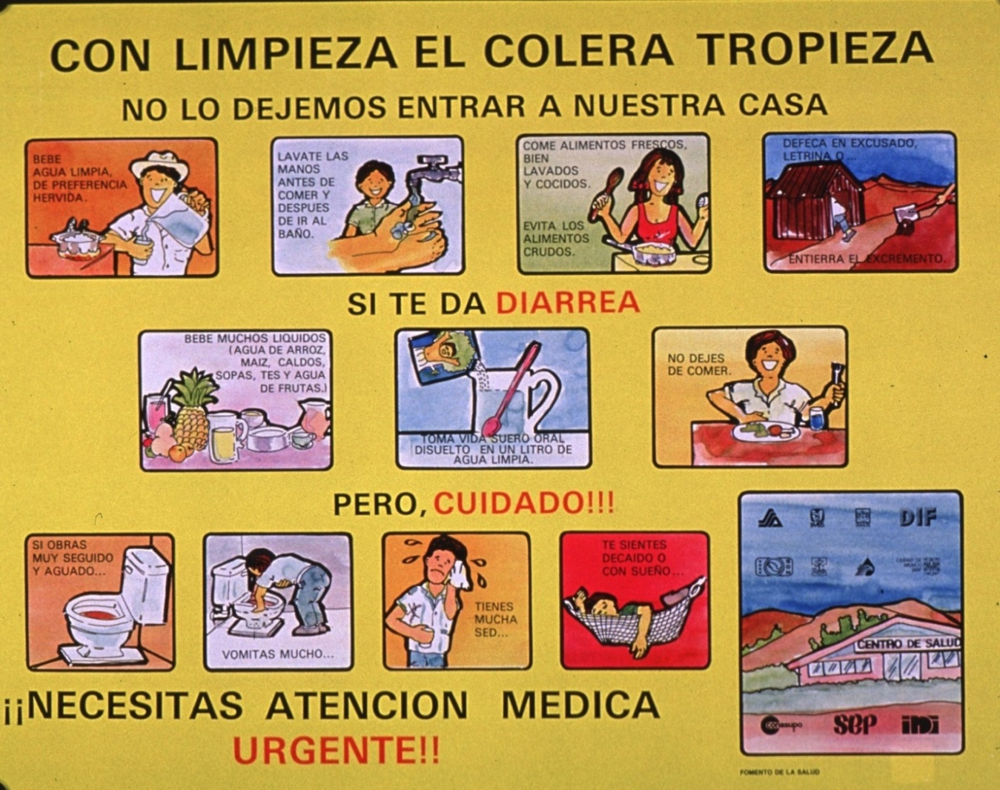 CON LIMPIEZA EL COLERA TROPIEZA
NO LO DEJEMOS ENTRAR A NUESTRA CASA
BEBE
AGUA LIMPIA,
DE PREFERENCIA
HERVIDA.
LAVATE LAS
MANOS
ANTES DE
COMER Y
DESPUES
DE IR AL
BAÑO.
COME ALIMENTOS FRESCOS,
BIEN
LAVADOS
Y COCIDOS.
EVITA LOS
ALIMENTOS
CRUDOS.
DEFECA EN EXCUSADO,
LETRINA O...
ENTIERRA EL EXCREMENTO.
SI TE DA DIARREA
BEBE MUCHOS LIQUIDOS
(AGUA DE ARROZ,
MAIZ, CALDOS,
SOPAS, TES Y AGUA
DE FRUTAS.)
TOMA VIDA SUERO ORAL
DISUELTO EN UN LITRO DE
AGUA LIMPIA.
NO DEJES
DE COMER.
PERO, CUIDADO!!!
SI OBRAS
MUY SEGUIDO
Y AGUADO...
VOMITAS MUCHO...
TIENES
MUCHA
SED...
TE SIENTES
DECAIDO O
CON SUEÑO...
¡¡NECESITAS ATENCION MEDICA
URGENTE!!
DIF
CIUDAD DE
MEXICO
DDF
CENTRO DE SALUD
conasupo
SEP
INI
FOMENTO DE LA SALUD